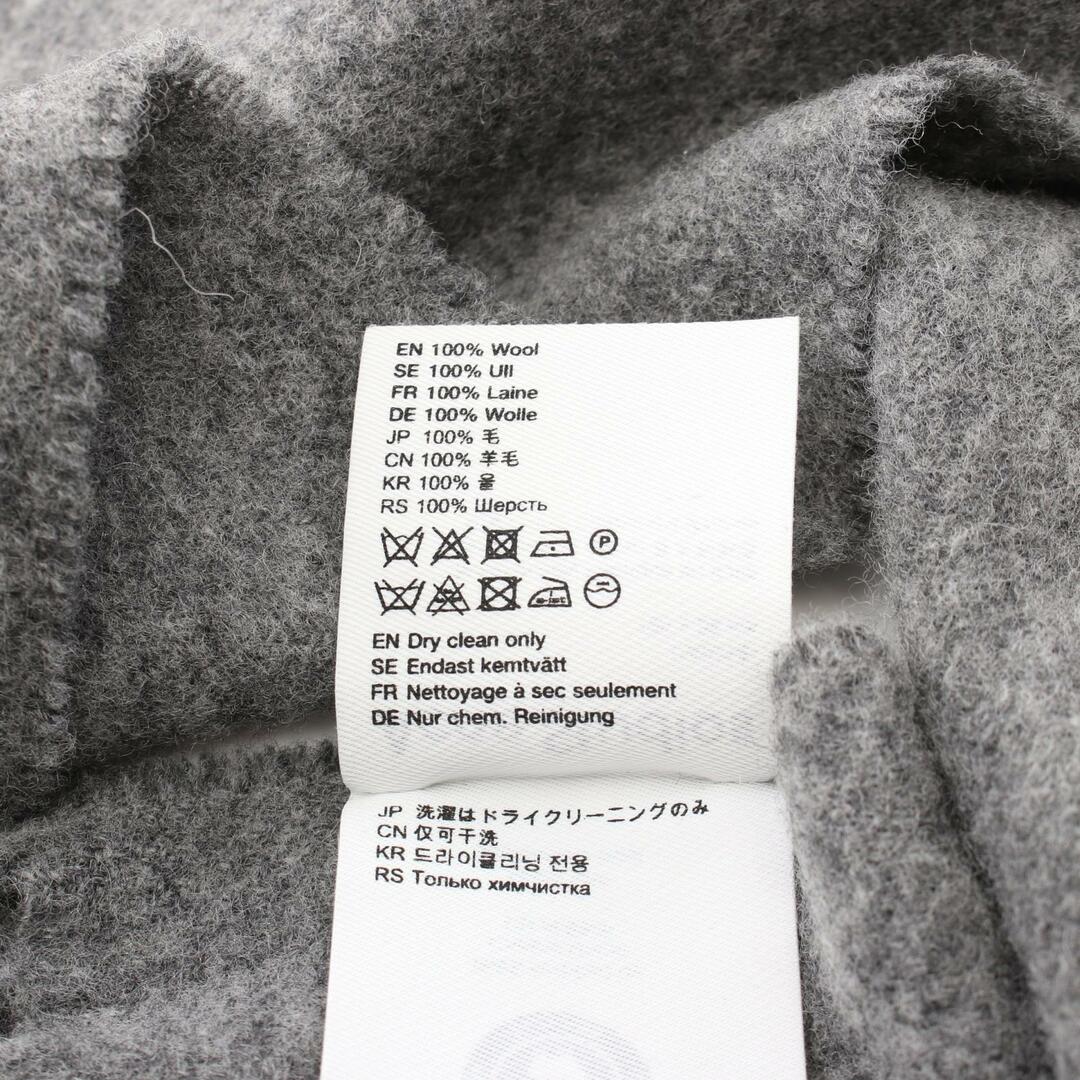 EN 100% Wool
SE 100% Ull
FR 100% Laine
DE 100% Wolle
JP 100% 毛
CN 100% 羊毛
KR 100% 울
RS 100% Шерсть
P
EN Dry clean only
SE Endast kemtvätt
FR Nettoyage à sec seulement
DE Nur chem. Reinigung
JP 洗濯はドライクリーニングのみ
CN 仅可干洗
KR 드라이클리닝 전용
RS Только химчистка